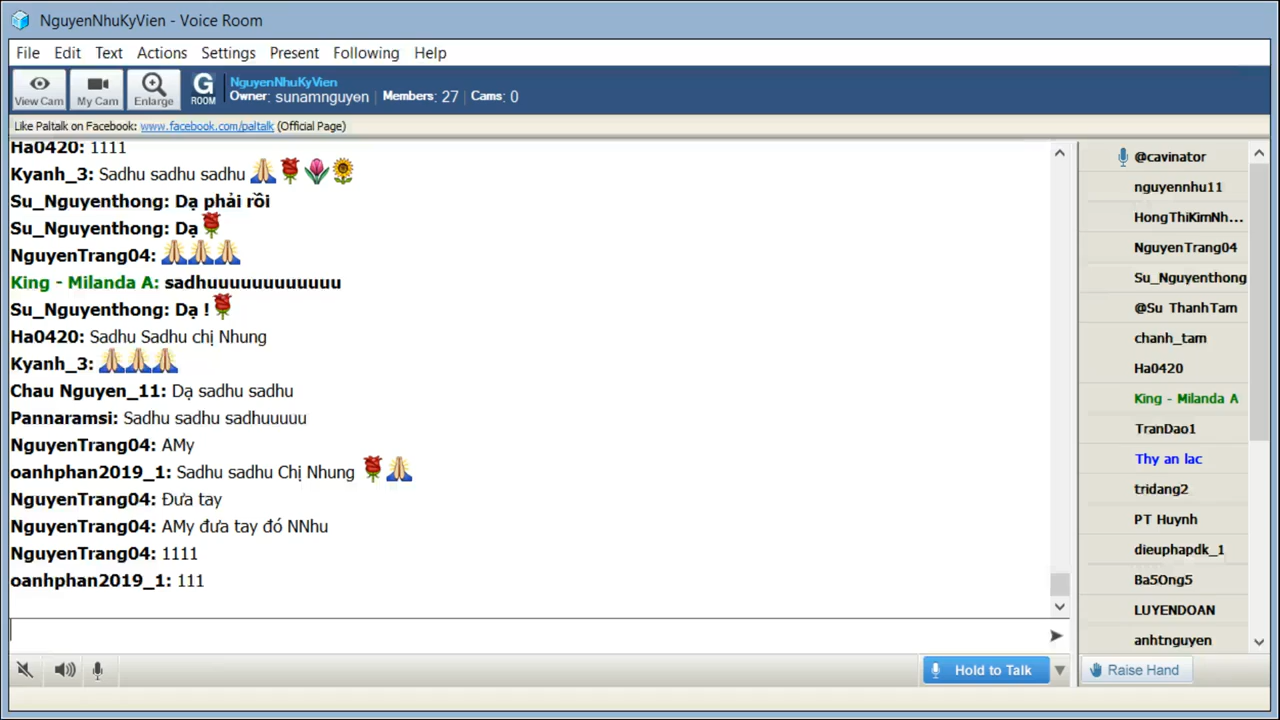 NguyenNhuKyVien - Voice Room
File Edit Text Actions Settings Present Following Help
View Cam My Cam Enlarge G ROOM
NguyenNhuKyVien
Owner: sunamnguyen Members: 27 Cams: 0
Like Paltalk on Facebook: www.facebook.com/paltalk (Official Page)
Ha0420: 1111
Kyanh_3: Sadhu sadhu sadhu 🙏🌹🌷🌻
Su_Nguyenthong: Dạ phải rồi
Su_Nguyenthong: Dạ🌹
NguyenTrang04: 🙏🙏🙏
King - Milanda A: sadhuuuuuuuuuuuu
Su_Nguyenthong: Dạ !🌹
Ha0420: Sadhu Sadhu chị Nhung
Kyanh_3: 🙏🙏🙏
Chau Nguyen_11: Dạ sadhu sadhu
Pannaramsi: Sadhu sadhu sadhuuuuu
NguyenTrang04: AMy
oanhphan2019_1: Sadhu sadhu Chị Nhung 🌹🙏
NguyenTrang04: Đưa tay
NguyenTrang04: AMy đưa tay đó NNhu
NguyenTrang04: 1111
oanhphan2019_1: 111
@cavinator
nguyennhu11
HongThiKimNh...
NguyenTrang04
Su_Nguyenthong
@Su ThanhTam
chanh_tam
Ha0420
King - Milanda A
TranDao1
Thy an lac
tridang2
PT Huynh
dieuphapdk_1
Ba5Ong5
LUYENDOAN
anhtnguyen
Hold to Talk
Raise Hand